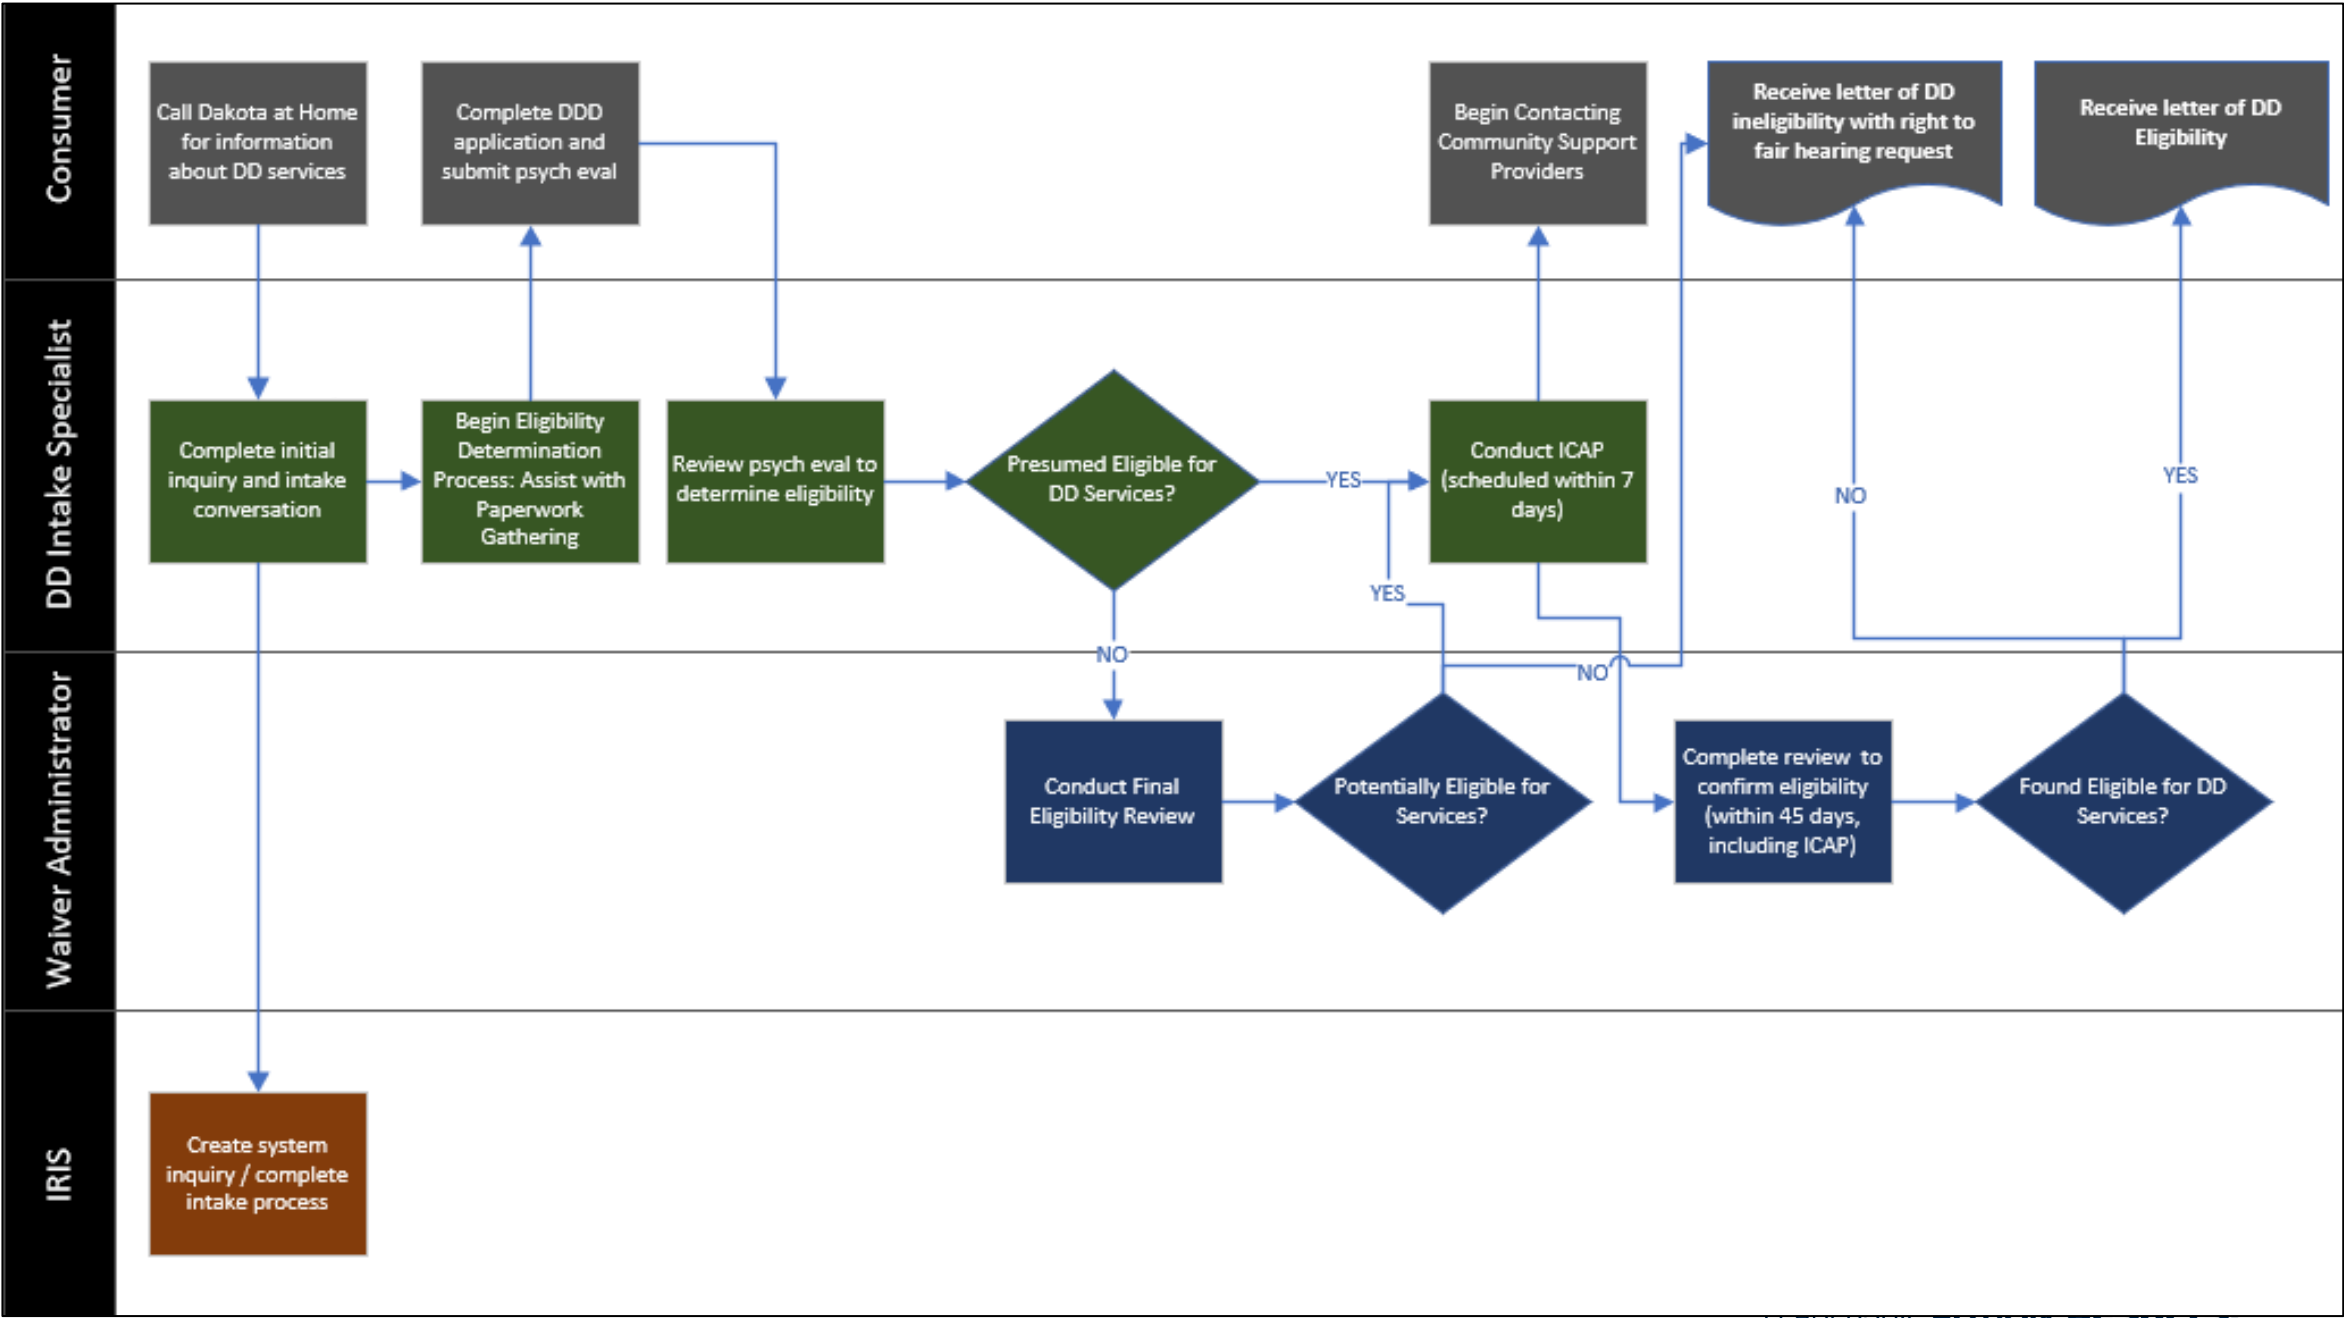 Consumer
Call Dakota at Home
for information
about DD services
Complete DDD
application and
submit psych eval
Begin Contacting
Community Support
Providers
Receive letter of DD
ineligibility with right to
fair hearing request
Receive letter of DD
Eligibility
DD Intake Specialist
Complete initial
inquiry and intake
conversation
Begin Eligibility
Determination
Process: Assist with
Paperwork
Gathering
Review psych eval to
determine eligibility
Presumed Eligible for
DD Services?
YES
Conduct ICAP
(scheduled within 7
days)
NO
YES
YES
NO
NO
Waiver Administrator
Conduct Final
Eligibility Review
Potentially Eligible for
Services?
Complete review  to
confirm eligibility
(within 45 days,
including ICAP)
Found Eligible for DD
Services?
IRIS
Create system
inquiry / complete
intake process